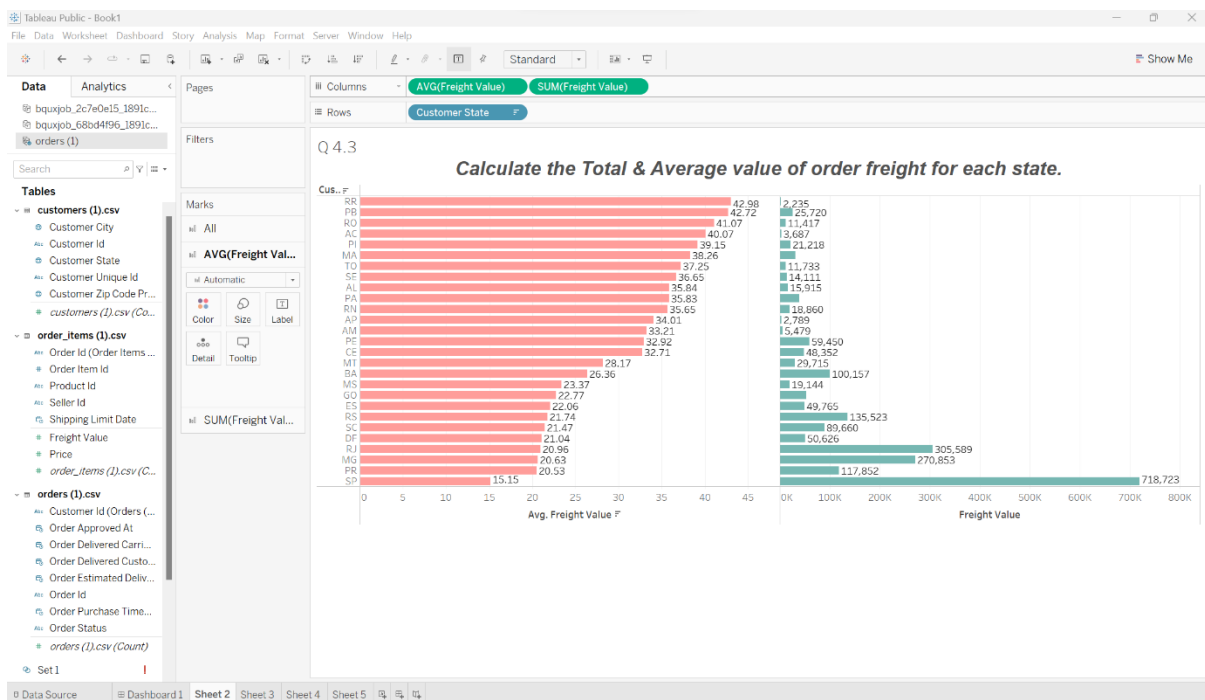 Tableau Public - Book1
File Data Worksheet Dashboard Story Analysis Map Format Server Window Help
Standard
Show Me
Data Analytics
bquxjob_2c7e0e15_1891c...
bquxjob_68bd4f96_1891c...
orders (1)
Search
Tables
customers (1).csv
Customer City
Abc Customer Id
Customer State
Abc Customer Unique Id
Customer Zip Code Pr...
customers (1).csv (Co...
order_items (1).csv
Abc Order Id (Order Items ...
# Order Item Id
Abc Product Id
Abc Seller Id
Shipping Limit Date
# Freight Value
# Price
# order_items (1).csv (C...
orders (1).csv
Abc Customer Id (Orders (...
Order Approved At
Order Delivered Carri...
Order Delivered Custo...
Order Estimated Deliv...
Abc Order Id
Order Purchase Time...
Abc Order Status
# orders (1).csv (Count)
Set 1 !
Pages
Filters
Marks
All
AVG(Freight Val...
Automatic
Color Size Label
Detail Tooltip
SUM(Freight Val...
Columns AVG(Freight Value) SUM(Freight Value)
Rows Customer State
Q 4.3
Calculate the Total & Average value of order freight for each state.
Cus..
RR 42.98 2,235
PB 42.72 25,720
RO 41.07 11,417
AC 40.07 3,687
PI 39.15 21,218
MA 38.26
TO 37.25 11,733
SE 36.65 14,111
AL 35.84 15,915
PA 35.83
RN 35.65 18,860
AP 34.01 2,789
AM 33.21 5,479
PE 32.92 59,450
CE 32.71 48,352
MT 28.17 29,715
BA 26.36 100,157
MS 23.37 19,144
GO 22.77
ES 22.06 49,765
RS 21.74 135,523
SC 21.47 89,660
DF 21.04 50,626
RJ 20.96 305,589
MG 20.63 270,853
PR 20.53 117,852
SP 15.15 718,723
0 5 10 15 20 25 30 35 40 45 0K 100K 200K 300K 400K 500K 600K 700K 800K
Avg. Freight Value Freight Value
Data Source Dashboard 1 Sheet 2 Sheet 3 Sheet 4 Sheet 5